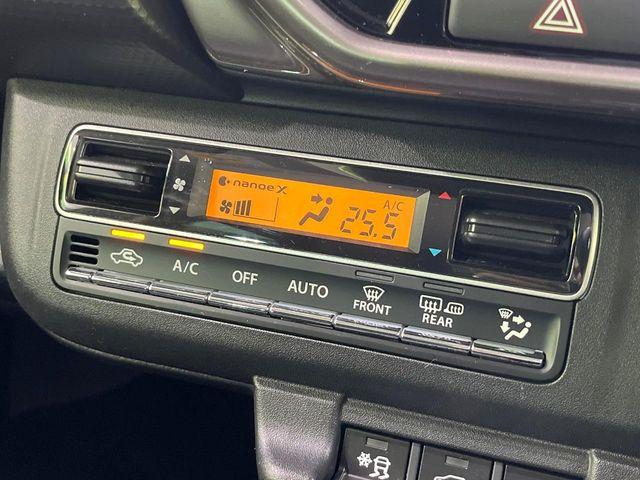 nanoe X
A/C
25.5
A/C
OFF
AUTO
FRONT
REAR